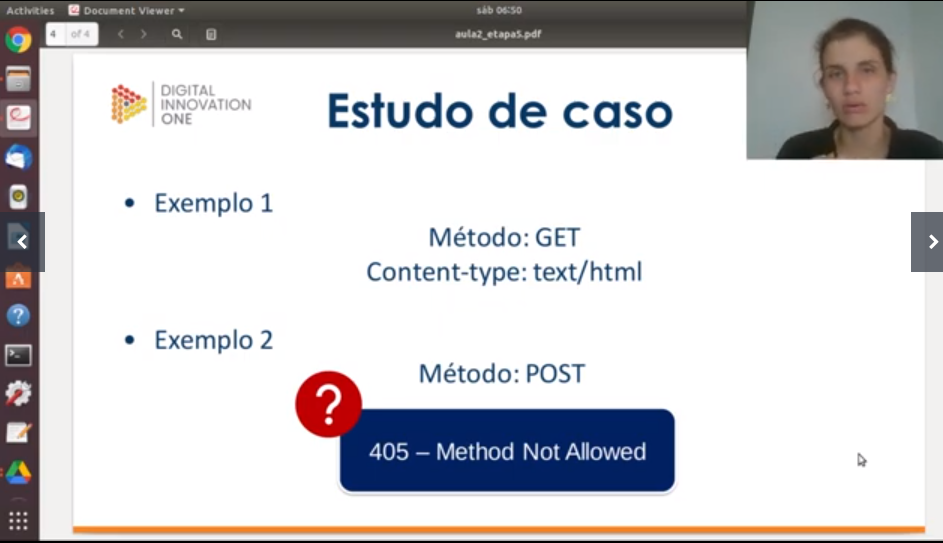 Activities Document Viewer sáb 06:50
4 of 4 aula2_etapa5.pdf
DIGITAL
INNOVATION
ONE
Estudo de caso
• Exemplo 1
Método: GET
Content-type: text/html
• Exemplo 2
Método: POST
?
405 – Method Not Allowed